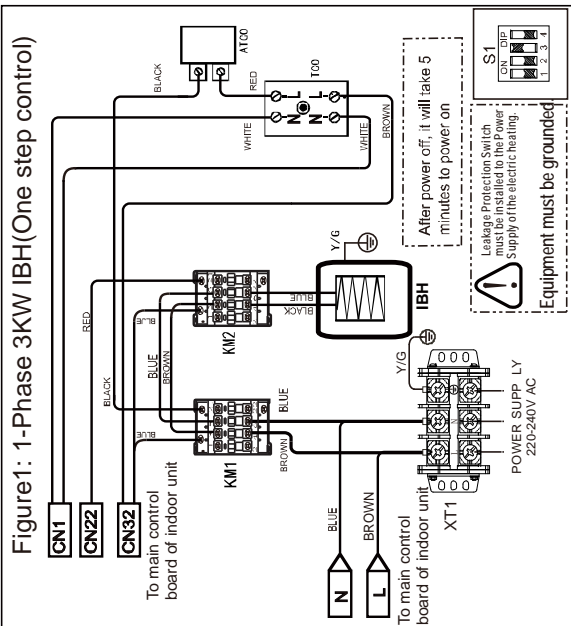 Figure1: 1-Phase 3KW IBH(One step control)
CN1
CN22
CN32
To main control
board of indoor unit
RED
BLACK
BLACK
RED
ATCO
TCO
L
L
N
N
WHITE
WHITE
BROWN
BLUE
BLUE
BROWN
BLUE
KM2
KM1
BLUE
BROWN
BLUE
BLACK
Y/G
IBH
N
L
BLUE
BROWN
To main control
board of indoor unit
XT1
Y/G
L
N
POWER SUPP LY
220-240V AC
After power off, it will take 5
minutes to power on
Leakage Protection Switch
must be installed to the Power
Supply of the electric heating.
Equipment must be grounded.
S1
ON DIP
1 2 3 4